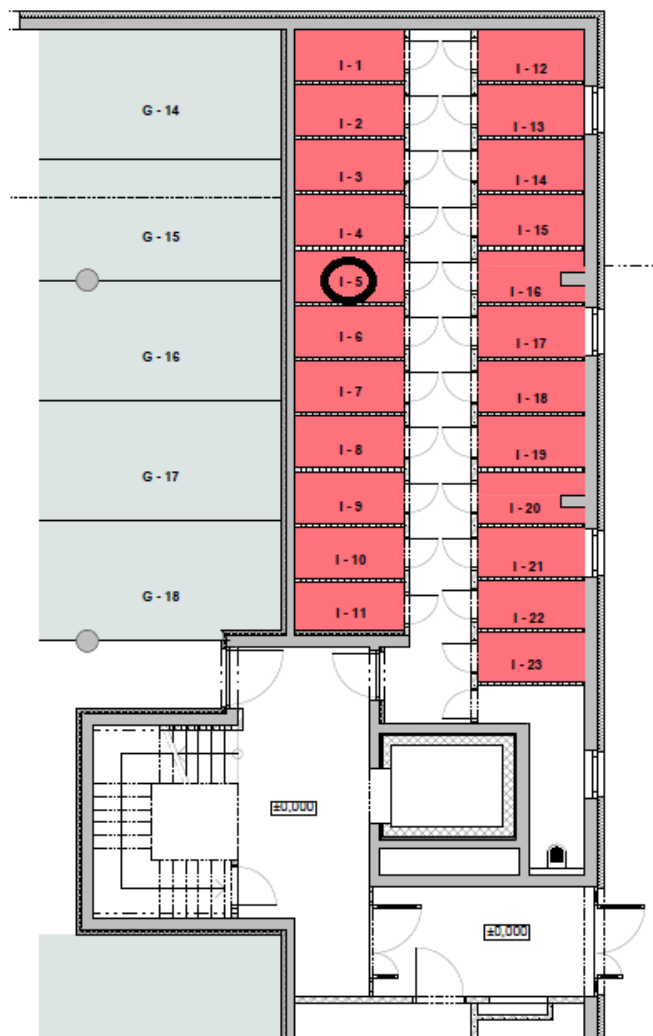 G - 14
G - 15
G - 16
G - 17
G - 18
I - 1
I - 2
I - 3
I - 4
I - 5
I - 6
I - 7
I - 8
I - 9
I - 10
I - 11
I - 12
I - 13
I - 14
I - 15
I - 16
I - 17
I - 18
I - 19
I - 20
I - 21
I - 22
I - 23
±0,000
±0,000